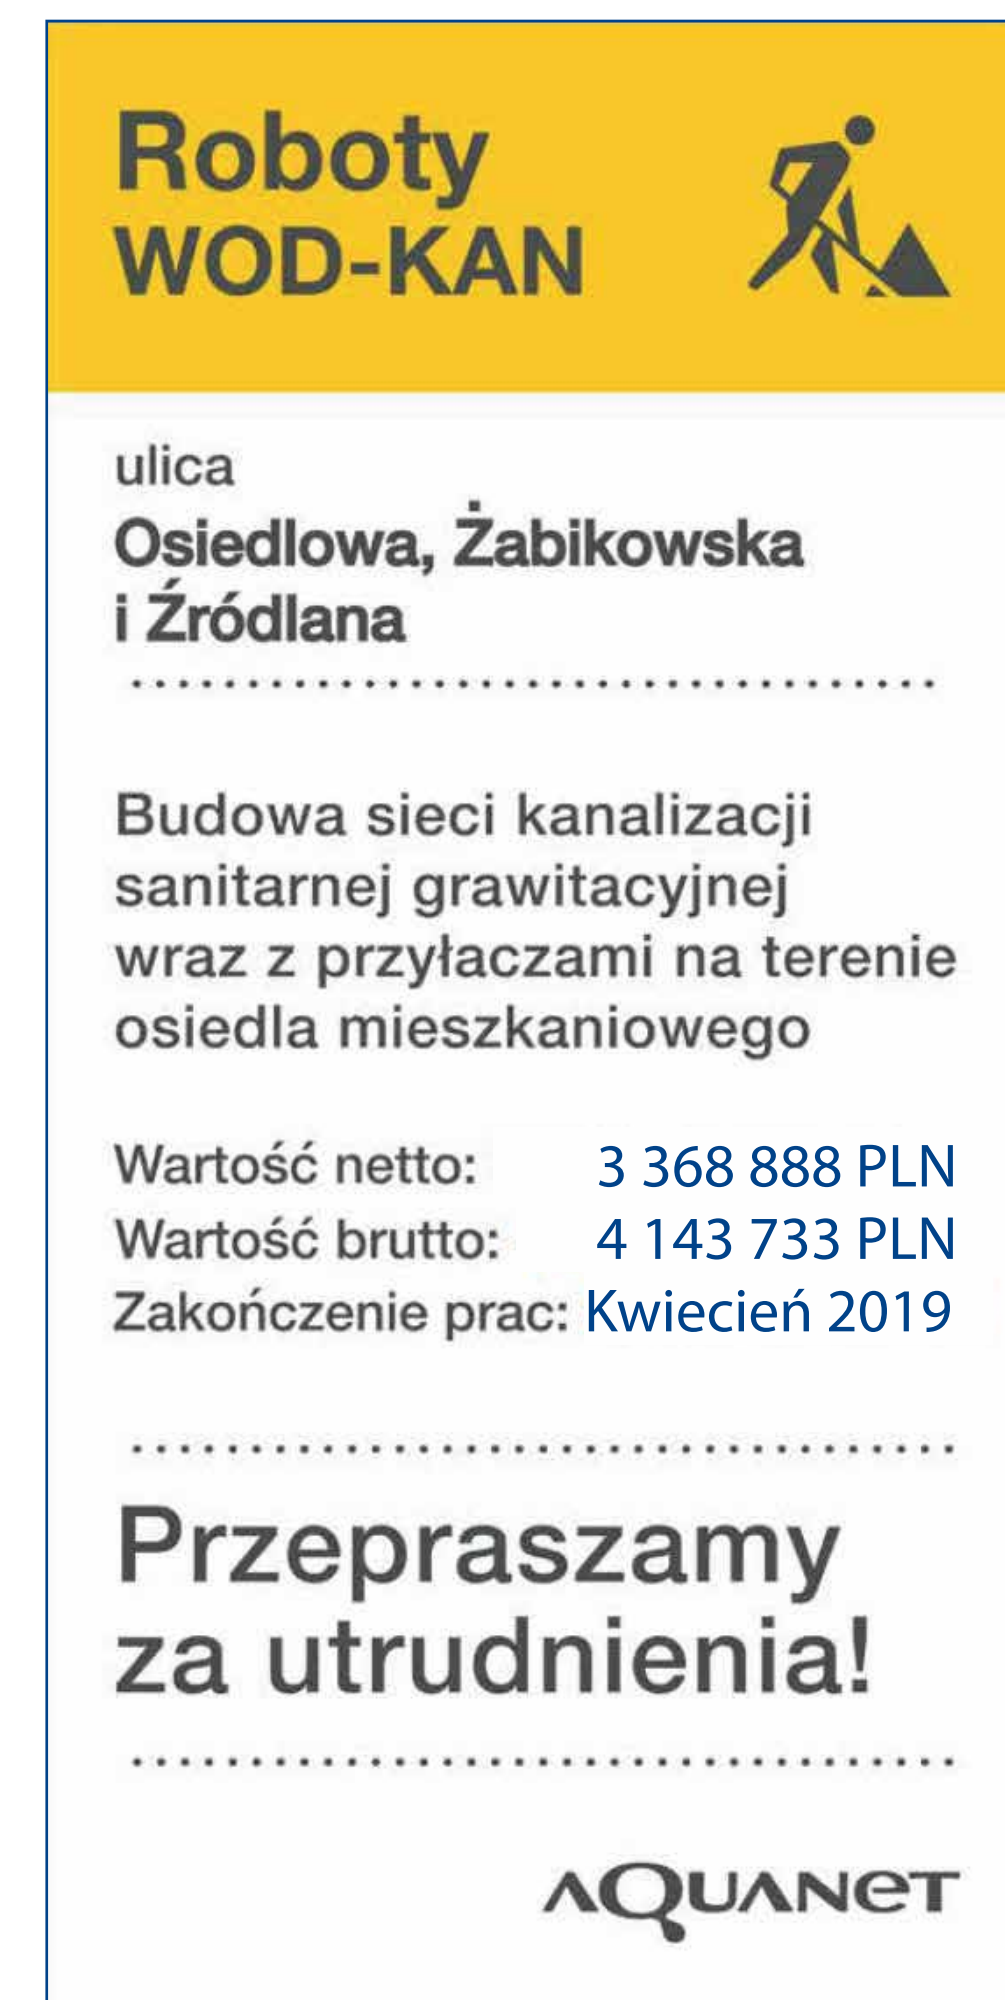 Roboty
WOD-KAN
ulica
Osiedlowa, Żabikowska
i Źródlana
Budowa sieci kanalizacji
sanitarnej grawitacyjnej
wraz z przyłaczami na terenie
osiedla mieszkaniowego
Wartość netto: 3 368 888 PLN
Wartość brutto: 4 143 733 PLN
Zakończenie prac: Kwiecień 2019
Przepraszamy
za utrudnienia!
AQUANET